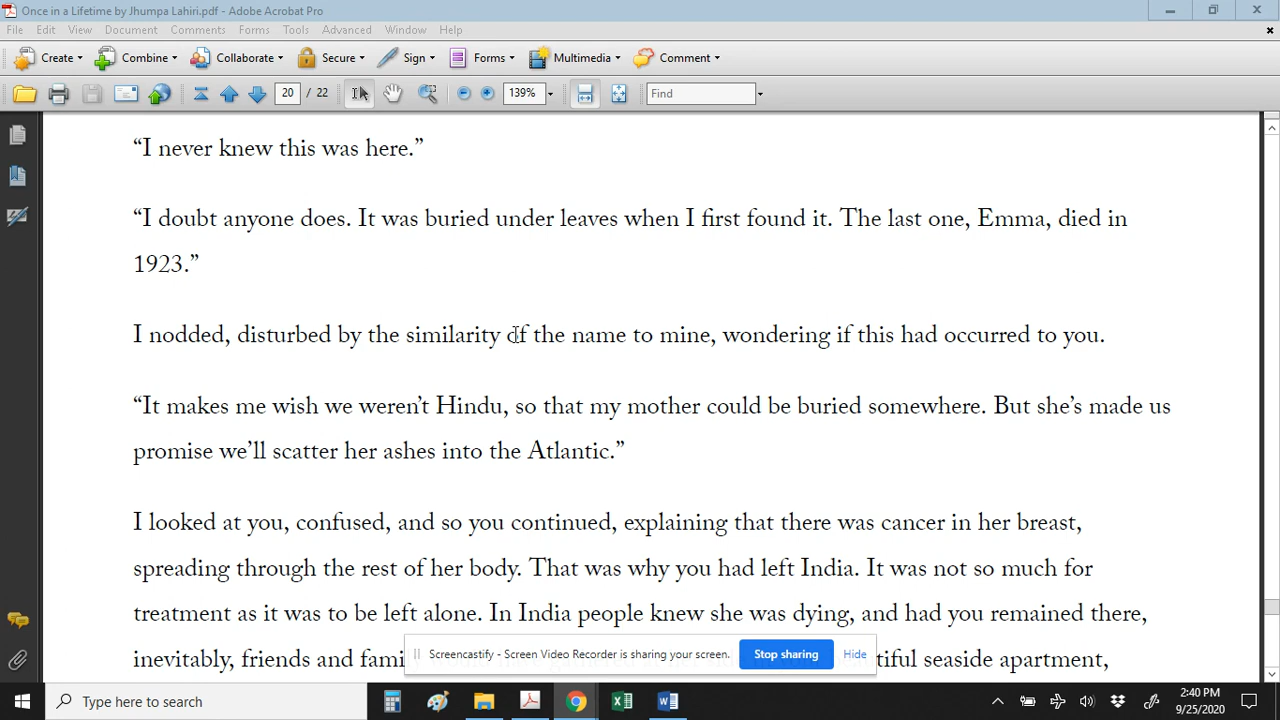 Once in a Lifetime by Jhumpa Lahiri.pdf - Adobe Acrobat Pro
File Edit View Document Comments Forms Tools Advanced Window Help
Create Combine Collaborate Secure Sign Forms Multimedia Comment
20 / 22 139% Find
“I never knew this was here.”
“I doubt anyone does. It was buried under leaves when I first found it. The last one, Emma, died in
1923.”
I nodded, disturbed by the similarity of the name to mine, wondering if this had occurred to you.
“It makes me wish we weren’t Hindu, so that my mother could be buried somewhere. But she’s made us
promise we’ll scatter her ashes into the Atlantic.”
I looked at you, confused, and so you continued, explaining that there was cancer in her breast,
spreading through the rest of her body. That was why you had left India. It was not so much for
treatment as it was to be left alone. In India people knew she was dying, and had you remained there,
inevitably, friends and fami
seaside apartment,
Screencastify - Screen Video Recorder is sharing your screen. Stop sharing Hide
Type here to search
2:40 PM
9/25/2020